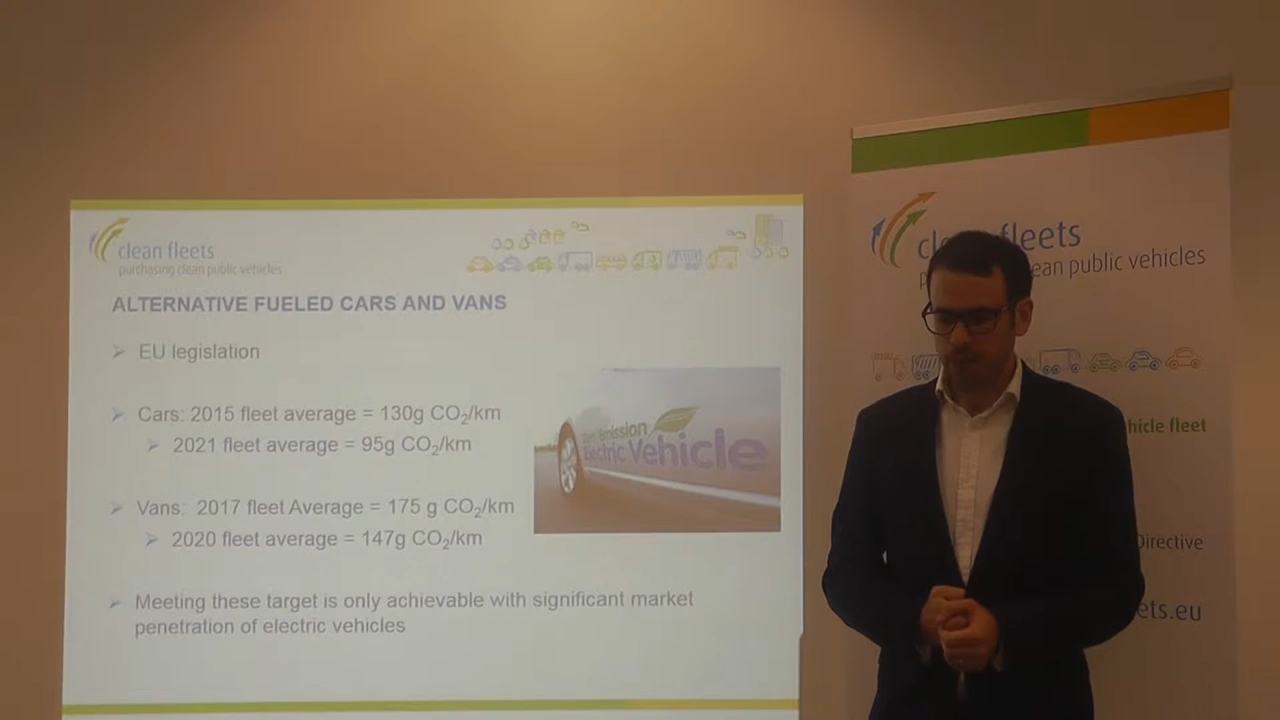 clean fleets
purchasing clean public vehicles
ALTERNATIVE FUELED CARS AND VANS
EU legislation
Cars: 2015 fleet average = 130g CO₂/km
2021 fleet average = 95g CO₂/km
Vans: 2017 fleet Average = 175 g CO₂/km
2020 fleet average = 147g CO₂/km
Meeting these target is only achievable with significant market
penetration of electric vehicles
Emission
Electric Vehicle
fleets
ean public vehicles
hicle fleet
Directive
ets.eu